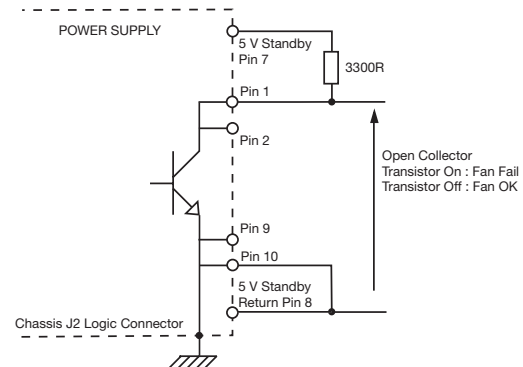 POWER SUPPLY
5 V Standby
Pin 7
3300R
Pin 1
Pin 2
Open Collector
Transistor On : Fan Fail
Transistor Off : Fan OK
Pin 9
Pin 10
5 V Standby
Return Pin 8
Chassis J2 Logic Connector